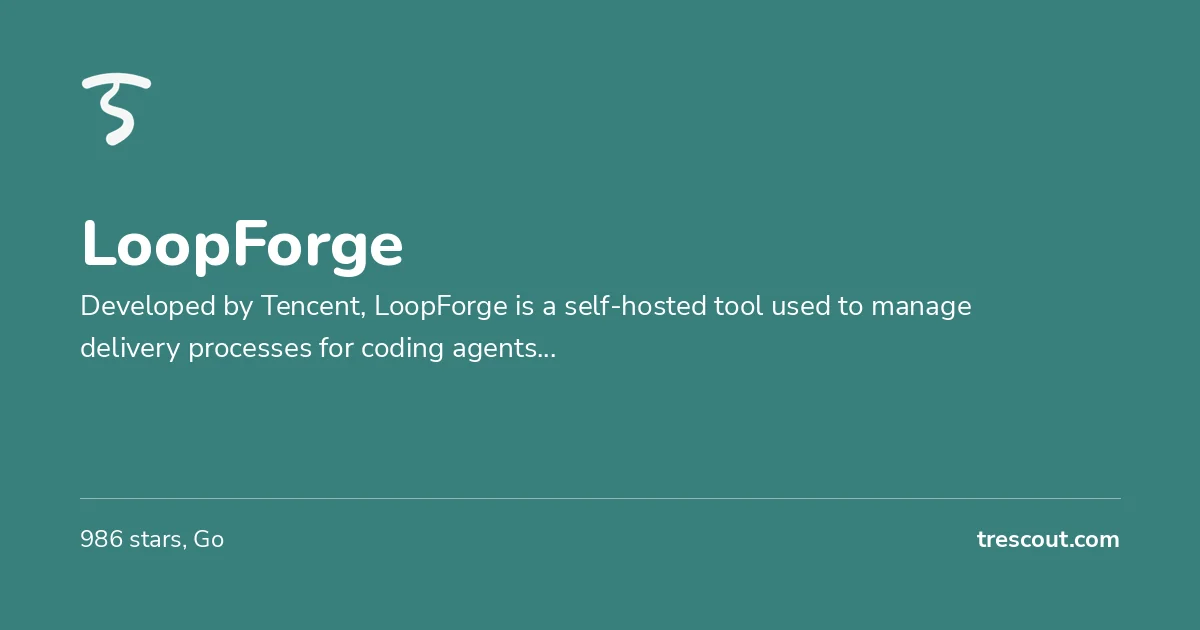 LoopForge
Developed by Tencent, LoopForge is a self-hosted tool used to manage
delivery processes for coding agents...
986 stars, Go
trescout.com